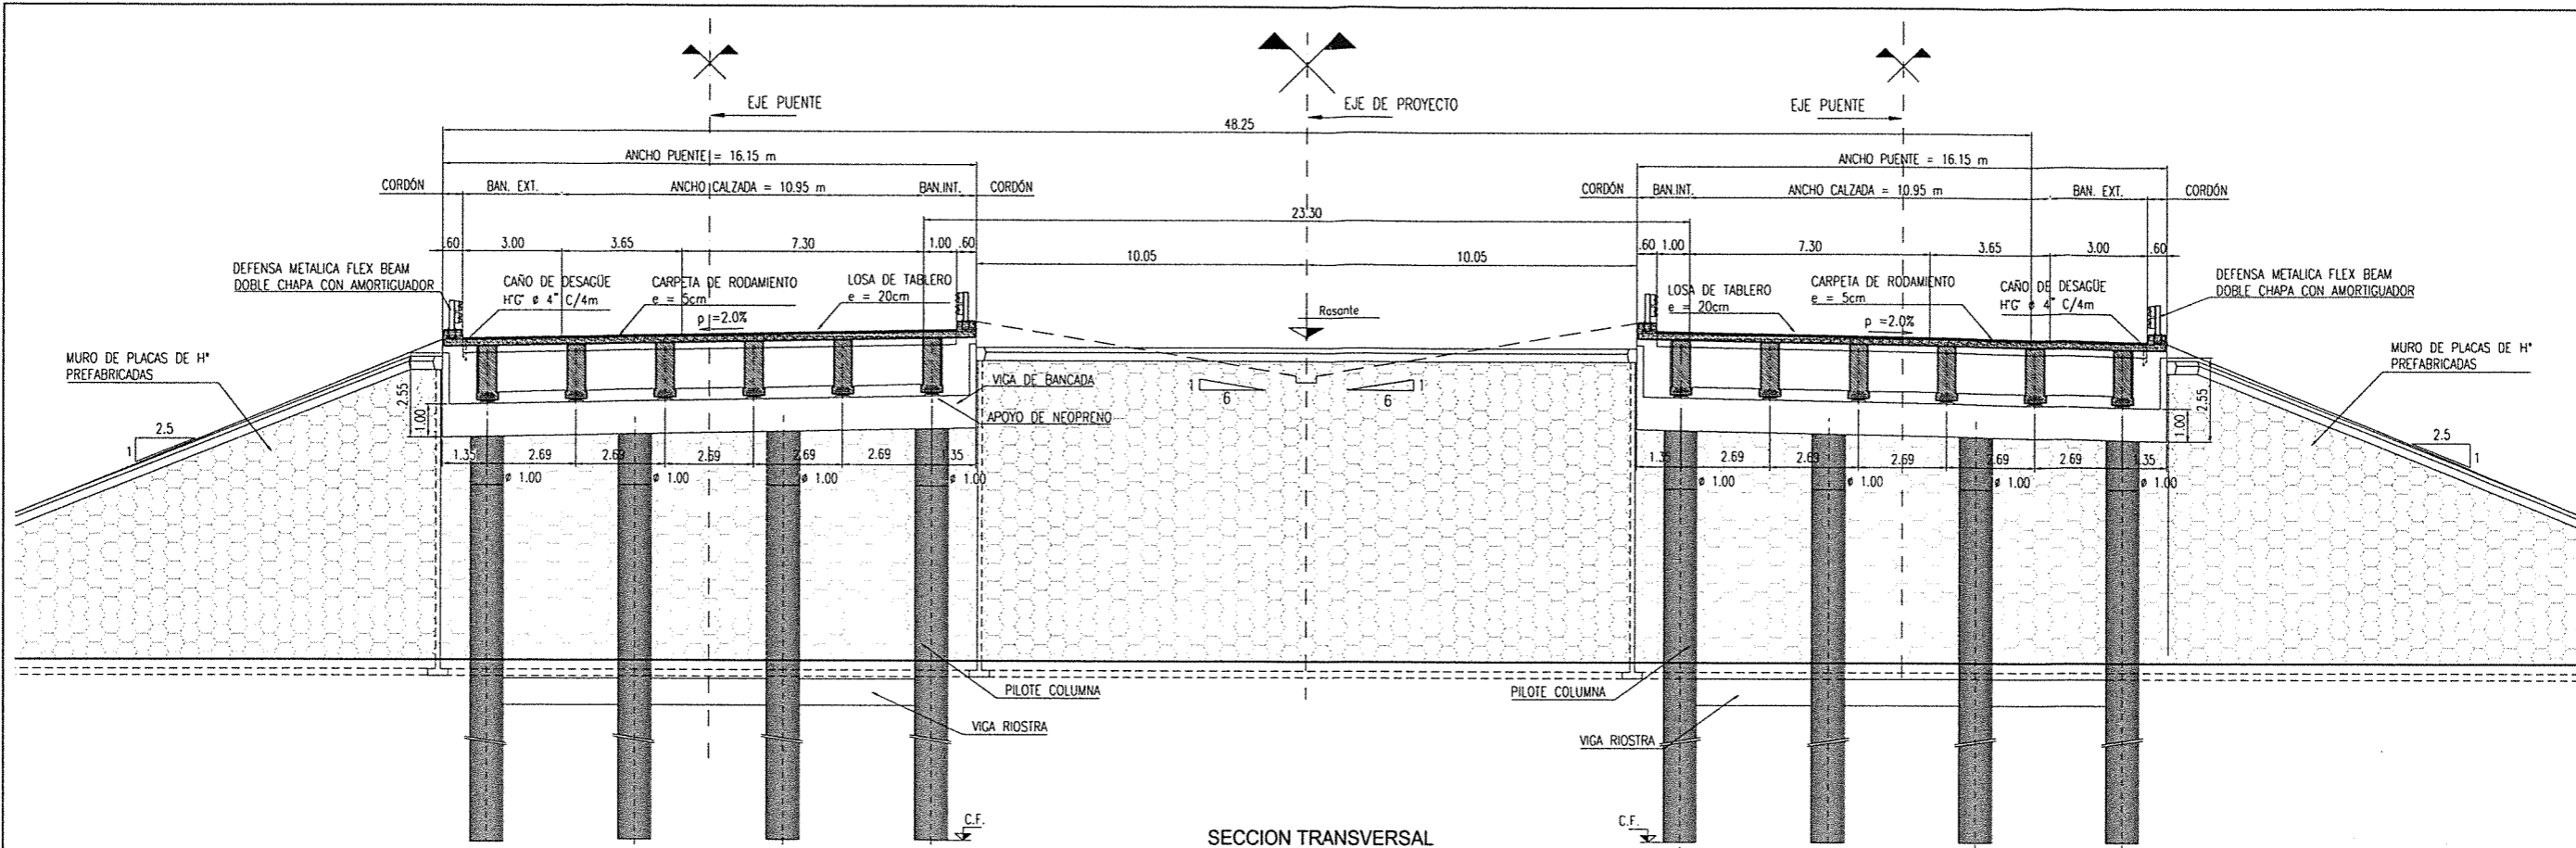 EJE PUENTE
EJE DE PROYECTO
EJE PUENTE
48.25
ANCHO PUENTE = 16.15 m
ANCHO PUENTE = 16.15 m
CORDÓN
BAN. EXT.
ANCHO CALZADA = 10.95 m
BAN.INT.
CORDÓN
CORDÓN
BAN.INT.
ANCHO CALZADA = 10.95 m
BAN. EXT.
CORDÓN
23.30
.60
3.00
3.65
7.30
1.00
.60
10.05
10.05
.60
1.00
7.30
3.65
3.00
.60
DEFENSA METALICA FLEX BEAM
DOBLE CHAPA CON AMORTIGUADOR
CAÑO DE DESAGÜE
H°G° ø 4" C/4m
CARPETA DE RODAMIENTO
e = 5cm
LOSA DE TABLERO
e = 20cm
p =2.0%
Rasante
LOSA DE TABLERO
e = 20cm
CARPETA DE RODAMIENTO
e = 5cm
p =2.0%
CAÑO DE DESAGÜE
H°G° ø 4" C/4m
DEFENSA METALICA FLEX BEAM
DOBLE CHAPA CON AMORTIGUADOR
MURO DE PLACAS DE H°
PREFABRICADAS
MURO DE PLACAS DE H°
PREFABRICADAS
2.55
1.00
VIGA DE BANCADA
APOYO DE NEOPRENO
1
6
1
6
2.55
1.00
2.5
1
2.5
1
1.35
2.69
2.69
2.69
2.69
2.69
1.35
1.35
2.69
2.69
2.69
2.69
2.69
1.35
ø 1.00
ø 1.00
ø 1.00
ø 1.00
ø 1.00
ø 1.00
ø 1.00
ø 1.00
PILOTE COLUMNA
VIGA RIOSTRA
PILOTE COLUMNA
VIGA RIOSTRA
C.F.
C.F.
SECCION TRANSVERSAL